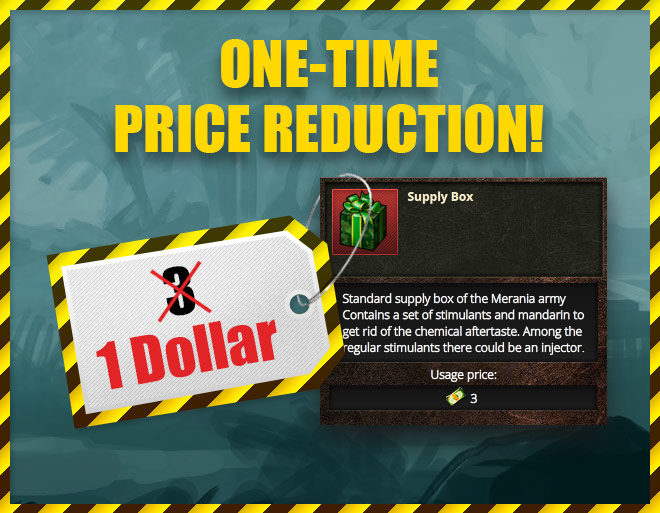 ONE-TIME
PRICE REDUCTION!
Supply Box
3
1 Dollar
Standard supply box of the Merania army
Contains a set of stimulants and mandarin to
get rid of the chemical aftertaste. Among the
regular stimulants there could be an injector.
Usage price:
3